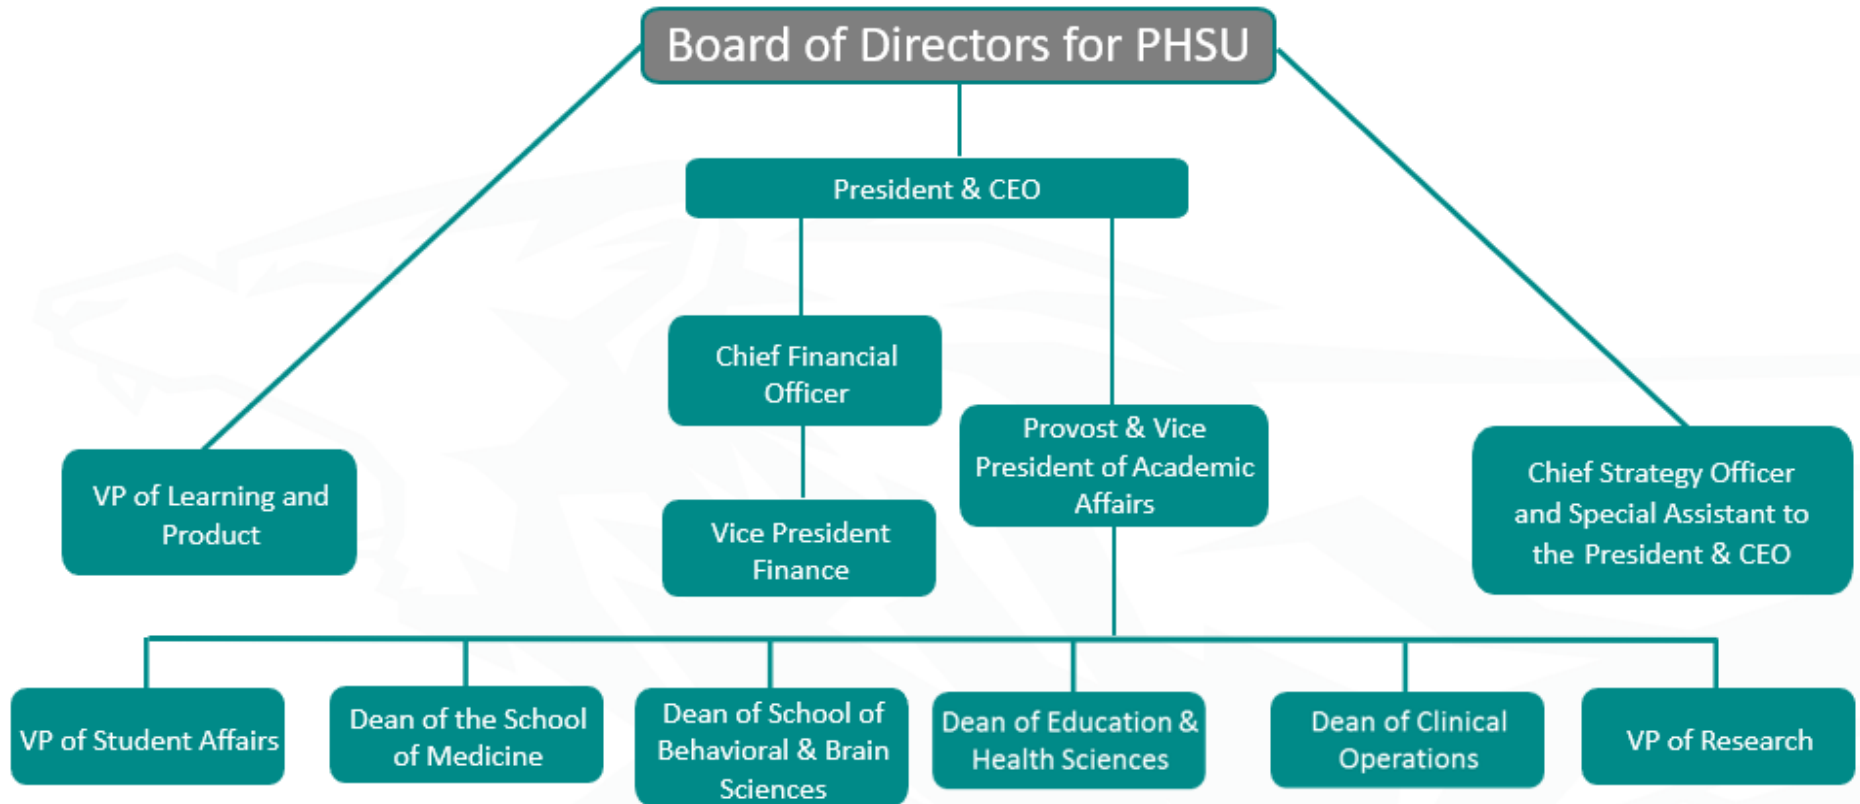 Board of Directors for PHSU
President & CEO
Chief Financial
Officer
Provost & Vice
President of Academic
Affairs
VP of Learning and
Product
Chief Strategy Officer
and Special Assistant to
the President & CEO
Vice President
Finance
VP of Student Affairs
Dean of the School
of Medicine
Dean of School of
Behavioral & Brain
Sciences
Dean of Education &
Health Sciences
Dean of Clinical
Operations
VP of Research